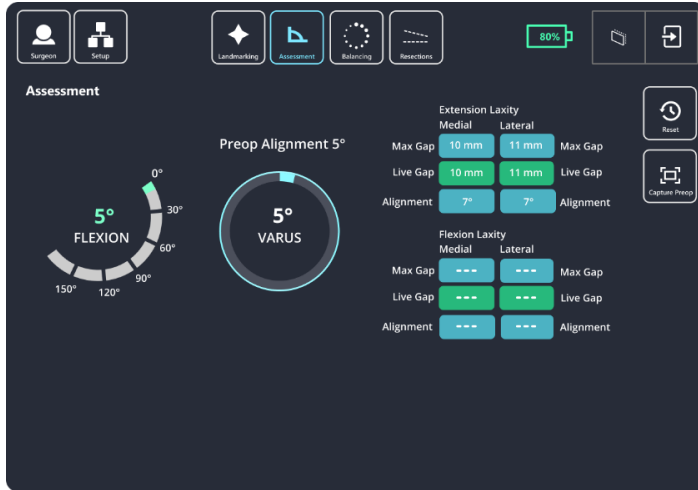 Surgeon
Setup
Landmarking
Assessment
Balancing
Resections
80%
Assessment
Reset
Capture Preop
Preop Alignment 5°
0°
30°
60°
90°
120°
150°
5°
FLEXION
5°
VARUS
Extension Laxity
Medial Lateral
Max Gap 10 mm 11 mm Max Gap
Live Gap 10 mm 11 mm Live Gap
Alignment 7° 7° Alignment
Flexion Laxity
Medial Lateral
Max Gap --- --- Max Gap
Live Gap --- --- Live Gap
Alignment --- --- Alignment